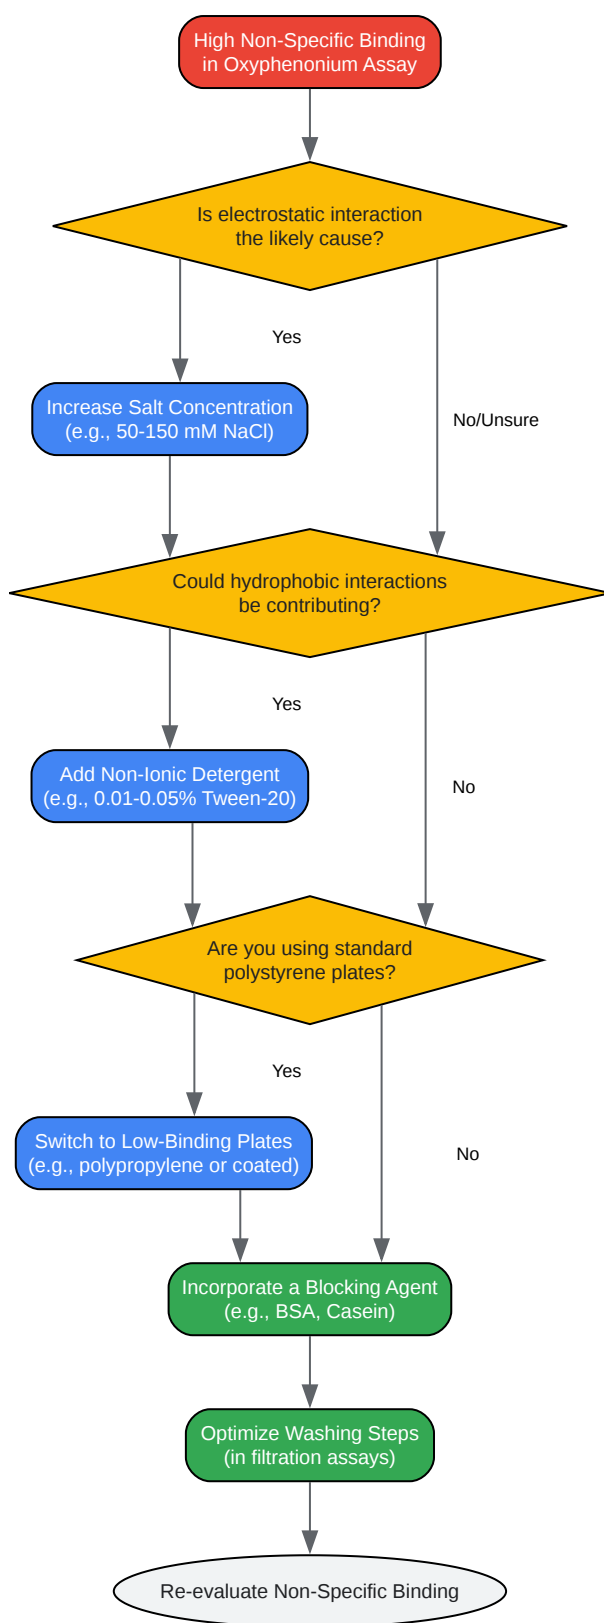 High Non-Specific Binding
in Oxyphenonium Assay
Is electrostatic interaction
the likely cause?
Yes
Increase Salt Concentration
(e.g., 50-150 mM NaCl)
No/Unsure
Could hydrophobic interactions
be contributing?
Yes
Add Non-Ionic Detergent
(e.g., 0.01-0.05% Tween-20)
No
Are you using standard
polystyrene plates?
Yes
Switch to Low-Binding Plates
(e.g., polypropylene or coated)
No
Incorporate a Blocking Agent
(e.g., BSA, Casein)
Optimize Washing Steps
(in filtration assays)
Re-evaluate Non-Specific Binding